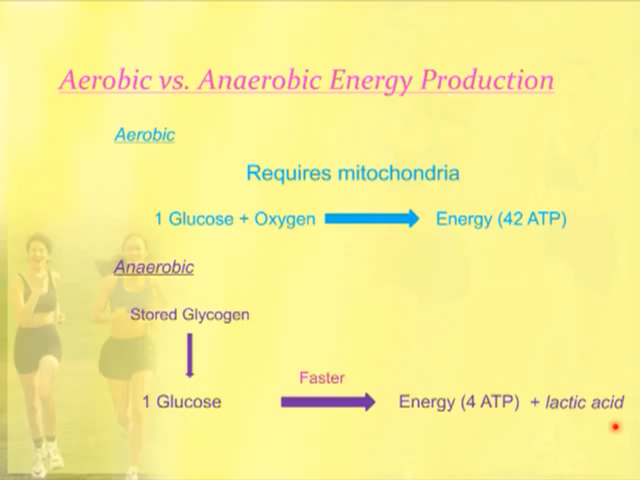 Aerobic vs. Anaerobic Energy Production
Aerobic
Requires mitochondria
1 Glucose + Oxygen Energy (42 ATP)
Anaerobic
Stored Glycogen
Faster
1 Glucose Energy (4 ATP) + lactic acid